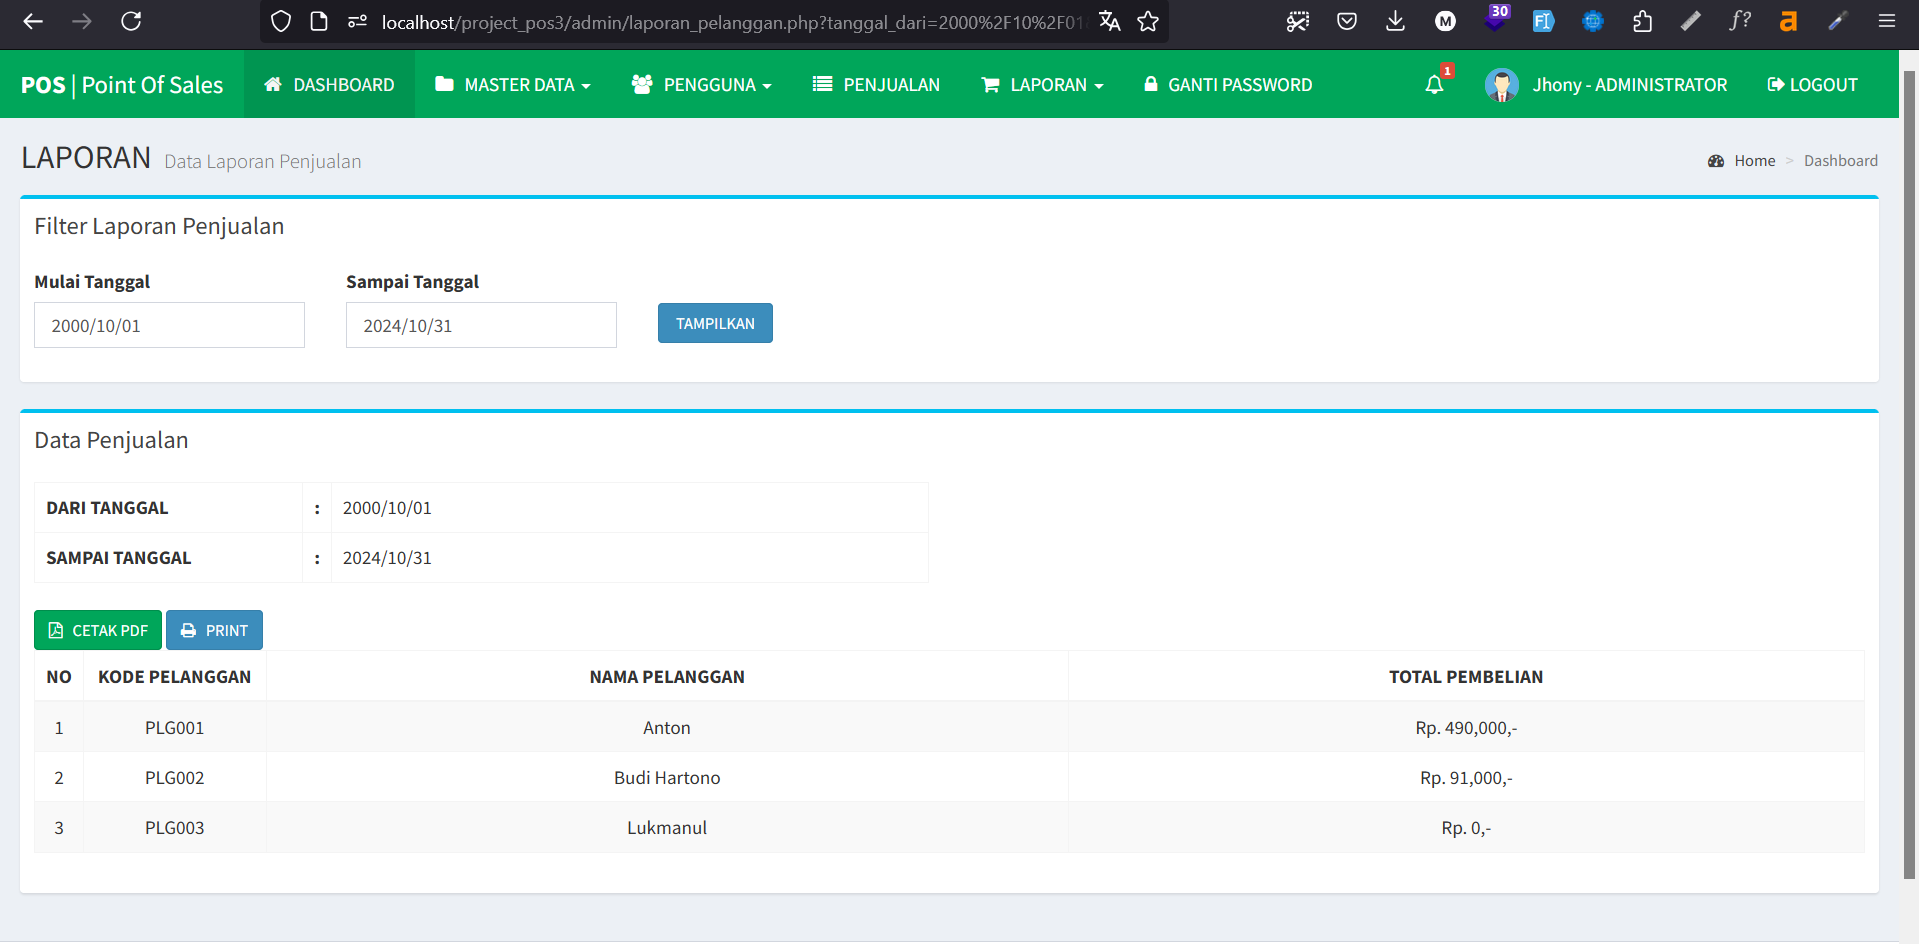 localhost/project_pos3/admin/laporan_pelanggan.php?tanggal_dari=2000%2F10%2F01
M
30
FI
f?
a
POS | Point Of Sales
DASHBOARD
MASTER DATA
PENGGUNA
PENJUALAN
LAPORAN
GANTI PASSWORD
1
Jhony - ADMINISTRATOR
LOGOUT
LAPORAN Data Laporan Penjualan
Home > Dashboard
Filter Laporan Penjualan
Mulai Tanggal
Sampai Tanggal
2000/10/01
2024/10/31
TAMPILKAN
Data Penjualan
DARI TANGGAL : 2000/10/01
SAMPAI TANGGAL : 2024/10/31
CETAK PDF
PRINT
NO KODE PELANGGAN NAMA PELANGGAN TOTAL PEMBELIAN
1 PLG001 Anton Rp. 490,000,-
2 PLG002 Budi Hartono Rp. 91,000,-
3 PLG003 Lukmanul Rp. 0,-